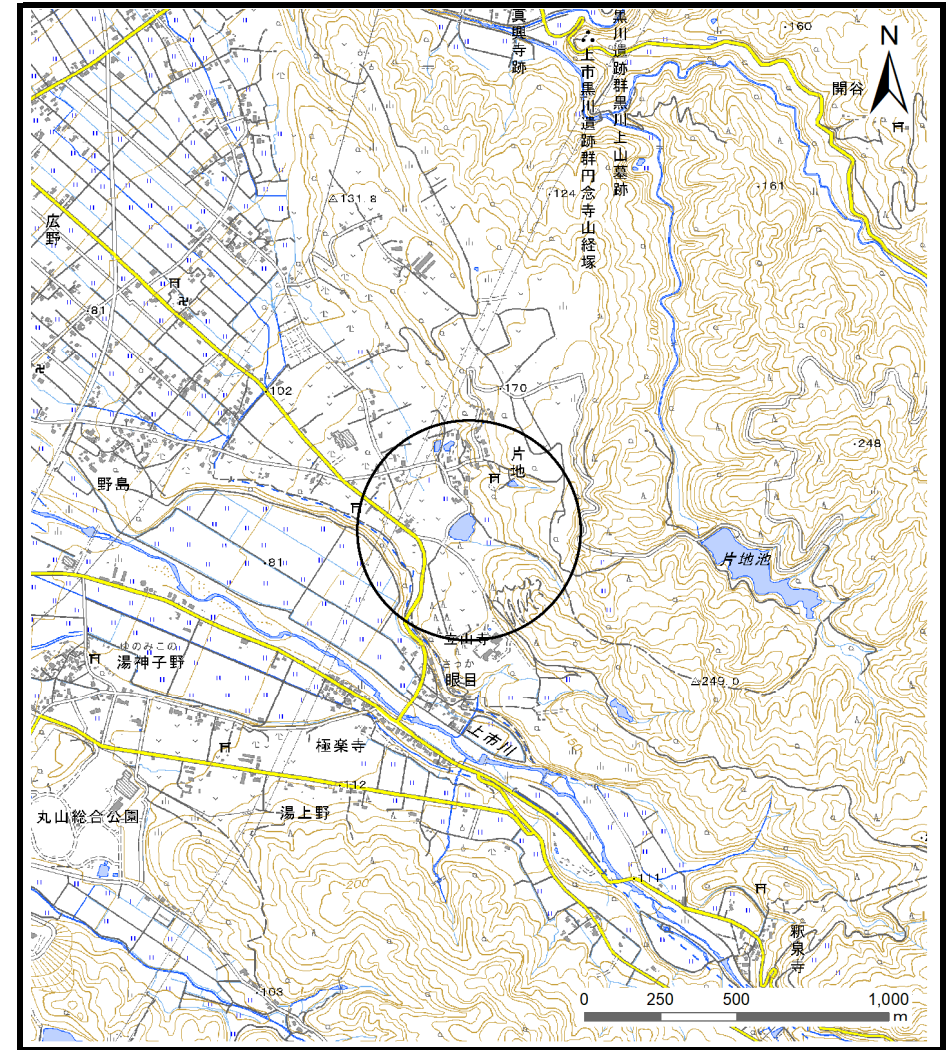 真興寺跡
黒川遺跡群黒川上山墓跡
上市黒川遺跡群円念寺山経塚
160
開谷
N
161
124
131.8
広野
81
102
170
片地
248
野島
81
片地池
立山寺
さっか
眼目
249.0
ゆのみこの
湯神子野
極楽寺
上市川
112
湯上野
丸山総合公園
200
111
釈泉寺
103
0 250 500 1,000
m